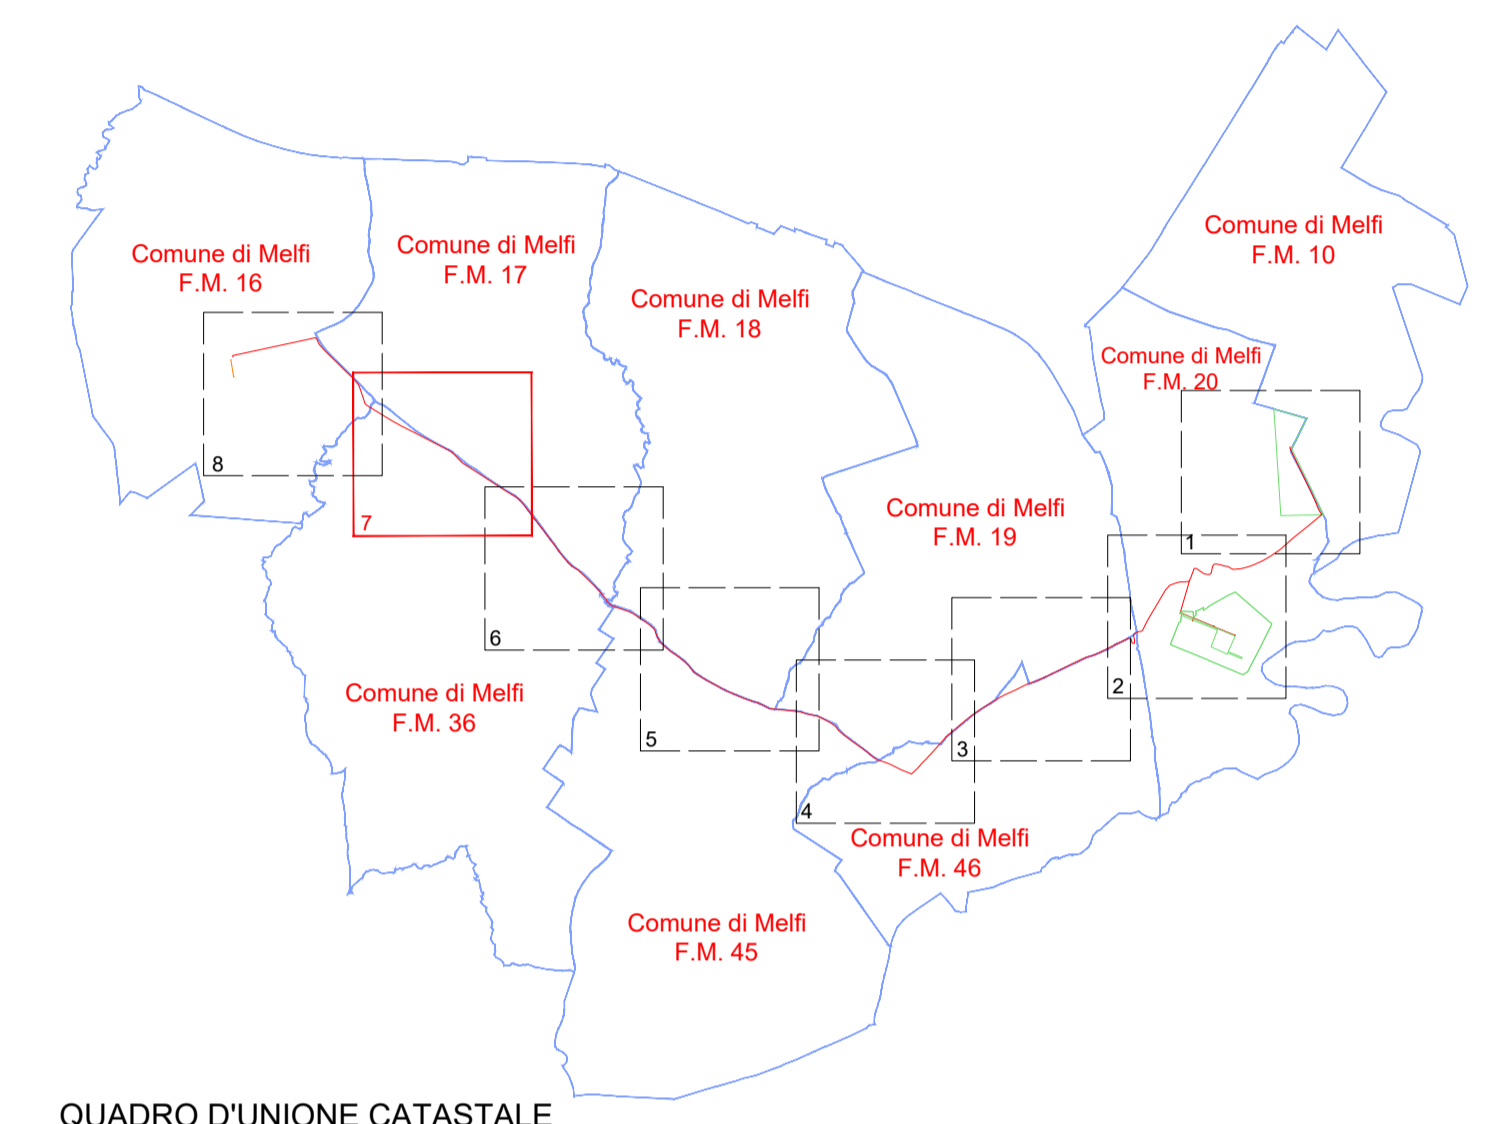 Comune di Melfi
F.M. 10
Comune di Melfi
F.M. 16
Comune di Melfi
F.M. 17
Comune di Melfi
F.M. 18
Comune di Melfi
F.M. 20
8
7
Comune di Melfi
F.M. 19
1
6
2
Comune di Melfi
F.M. 36
5
3
4
Comune di Melfi
F.M. 46
Comune di Melfi
F.M. 45
QUADRO D'UNIONE CATASTALE